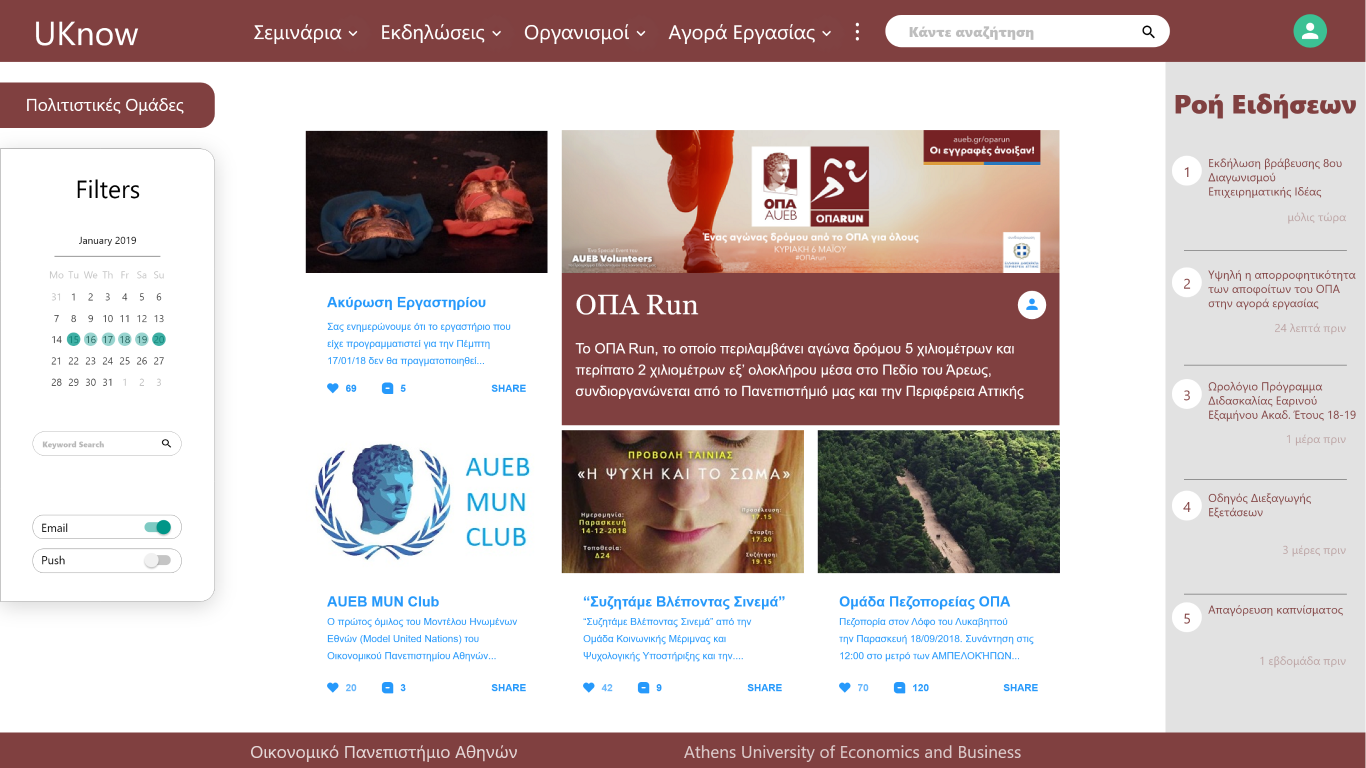 UKnow
Σεμινάρια
Εκδηλώσεις
Οργανισμοί
Αγορά Εργασίας
Κάντε αναζήτηση
Πολιτιστικές Ομάδες
Filters
January 2019
Mo Tu We Th Fr Sa Su
31 1 2 3 4 5 6
7 8 9 10 11 12 13
14 15 16 17 18 19 20
21 22 23 24 25 26 27
28 29 30 31 1 2 3
Keyword Search
Email
Push
Ακύρωση Εργαστηρίου
Σας ενημερώνουμε ότι το εργαστήριο που
είχε προγραμματιστεί για την Πέμπτη
17/01/18 δεν θα πραγματοποιηθεί...
69 5 SHARE
aueb.gr/oparun
Οι εγγραφές άνοιξαν!
ΟΠΑ
AUEB
ΟΠΑRUN
Ένας αγώνας δρόμου από το ΟΠΑ για όλους
ΚΥΡΙΑΚΗ 6 ΜΑΪΟΥ
#OPArun
AUEB Volunteers
ΟΠΑ Run
Το ΟΠΑ Run, το οποίο περιλαμβάνει αγώνα δρόμου 5 χιλιομέτρων και
περίπατο 2 χιλιομέτρων εξ’ ολοκλήρου μέσα στο Πεδίο του Άρεως,
συνδιοργανώνεται από το Πανεπιστήμιό μας και την Περιφέρεια Αττικής
AUEB
MUN
CLUB
AUEB MUN Club
Ο πρώτος όμιλος του Μοντέλου Ηνωμένων
Εθνών (Model United Nations) του
Οικονομικού Πανεπιστημίου Αθηνών...
20 3 SHARE
ΠΡΟΒΟΛΗ ΤΑΙΝΙΑΣ
«Η ΨΥΧΗ ΚΑΙ ΤΟ ΣΩΜΑ»
Ημερομηνία:
Παρασκευή
14-12-2018
Τοποθεσία:
Δ24
Προσέλευση:
17.15
Έναρξη:
17.30
Συζήτηση:
19.15
“Συζητάμε Βλέποντας Σινεμά”
“Συζητάμε Βλέποντας Σινεμά” από την
Ομάδα Κοινωνικής Μέριμνας και
Ψυχολογικής Υποστήριξης και την....
42 9 SHARE
Ομάδα Πεζοπορείας ΟΠΑ
Πεζοπορία στον Λόφο του Λυκαβηττού
την Παρασκευή 18/09/2018. Συνάντηση στις
12:00 στο μετρό των ΑΜΠΕΛΟΚΉΠΩΝ...
70 120 SHARE
Ροή Ειδήσεων
1
Εκδήλωση βράβευσης 8ου
Διαγωνισμού
Επιχειρηματικής Ιδέας
μόλις τώρα
2
Υψηλή η απορροφητικότητα
των αποφοίτων του ΟΠΑ
στην αγορά εργασίας
24 λεπτά πριν
3
Ωρολόγιο Πρόγραμμα
Διδασκαλίας Εαρινού
Εξαμήνου Ακαδ. Έτους 18-19
1 μέρα πριν
4
Οδηγός Διεξαγωγής
Εξετάσεων
3 μέρες πριν
5
Απαγόρευση καπνίσματος
1 εβδομάδα πριν
Οικονομικό Πανεπιστήμιο Αθηνών
Athens University of Economics and Business